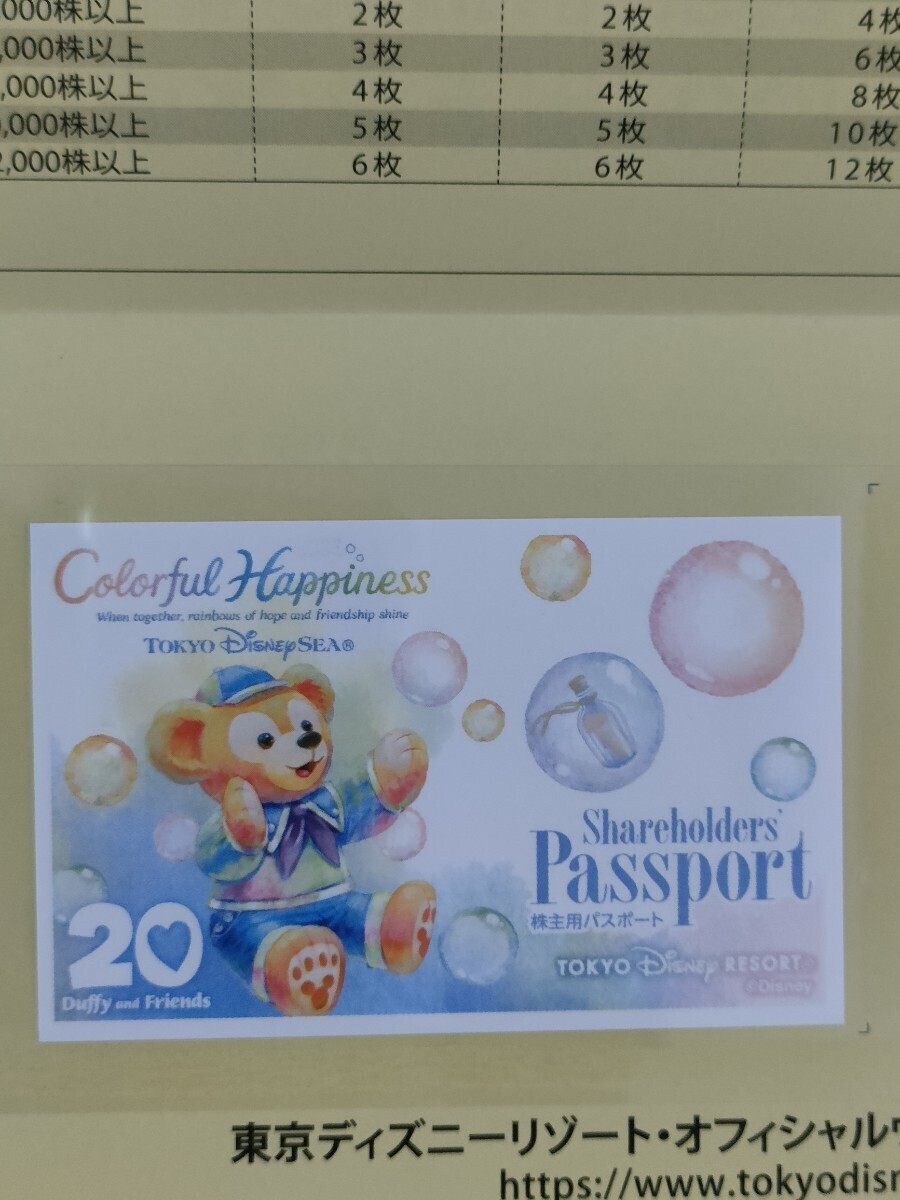 ,000株以上 2枚 2枚 4枚
,000株以上 3枚 3枚 6枚
,000株以上 4枚 4枚 8枚
,000株以上 5枚 5枚 10枚
2,000株以上 6枚 6枚 12枚
Colorful Happiness
When together, rainbows of hope and friendship shine
TOKYO DISNEY SEA®
Shareholders'
Passport
株主用パスポート
TOKYO Disney RESORT
©Disney
20
Duffy and Friends
東京ディズニーリゾート・オフィシャル
https://www.tokyodisn